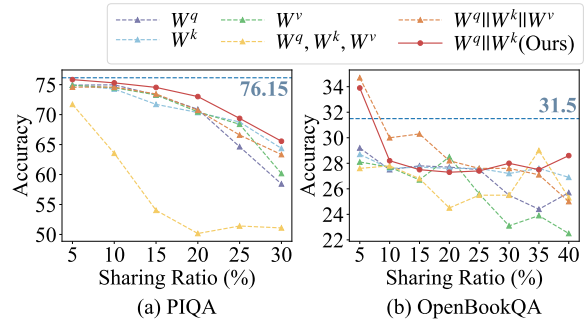 W^q W^v W^q||W^k||W^v
W^k W^q, W^k, W^v W^q||W^k(Ours)
Accuracy
75
70
65
60
55
50
76.15
5 10 15 20 25 30
Sharing Ratio (%)
(a) PIQA
Accuracy
34
32
30
28
26
24
22
31.5
5 10 15 20 25 30 35 40
Sharing Ratio (%)
(b) OpenBookQA